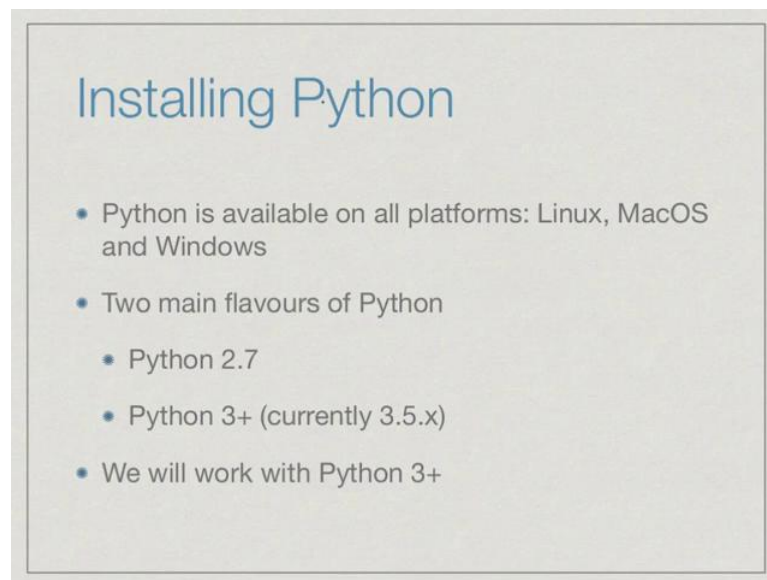 Installing Python
• Python is available on all platforms: Linux, MacOS
and Windows
• Two main flavours of Python
• Python 2.7
• Python 3+ (currently 3.5.x)
• We will work with Python 3+